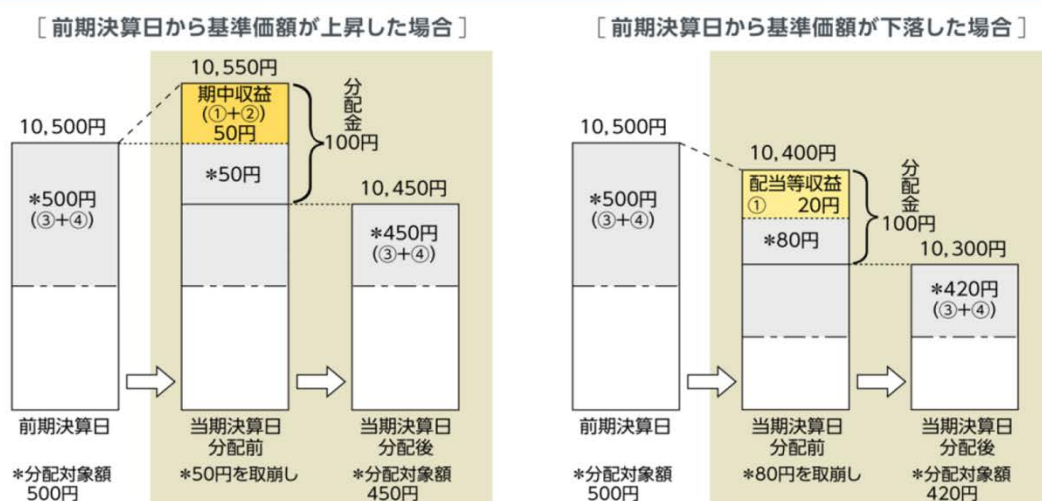 [前期決算日から基準価額が上昇した場合]
10,550円
期中収益
(①+②)
50円
分配金
100円
10,500円
*500円
(③+④)
*50円
10,450円
*450円
(③+④)
前期決算日
当期決算日
分配前
当期決算日
分配後
*分配対象額
500円
*50円を取崩し
*分配対象額
450円
[前期決算日から基準価額が下落した場合]
10,500円
*500円
(③+④)
10,400円
配当等収益
① 20円
*80円
分配金
100円
10,300円
*420円
(③+④)
前期決算日
当期決算日
分配前
当期決算日
分配後
*分配対象額
500円
*80円を取崩し
*分配対象額
420円